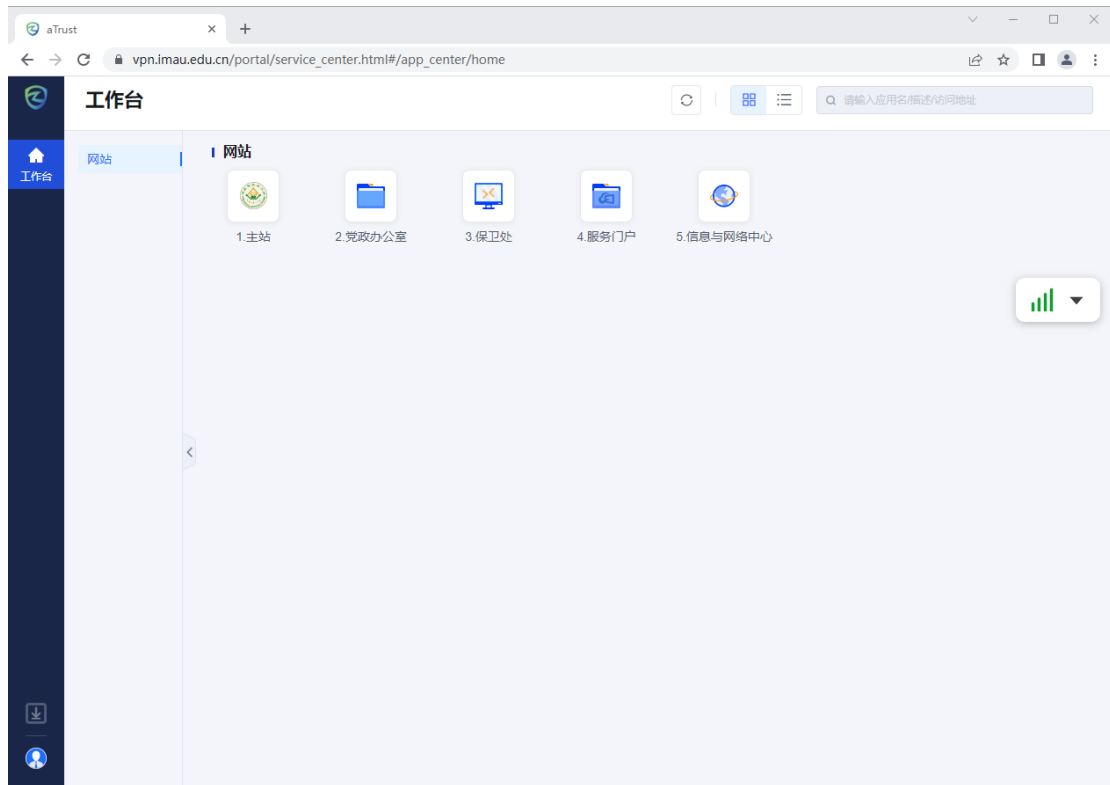 aTrust
vpn.imau.edu.cn/portal/service_center.html#/app_center/home
工作台
请输入应用名/描述/访问地址
工作台
网站
网站
1.主站
2.党政办公室
3.保卫处
4.服务门户
5.信息与网络中心